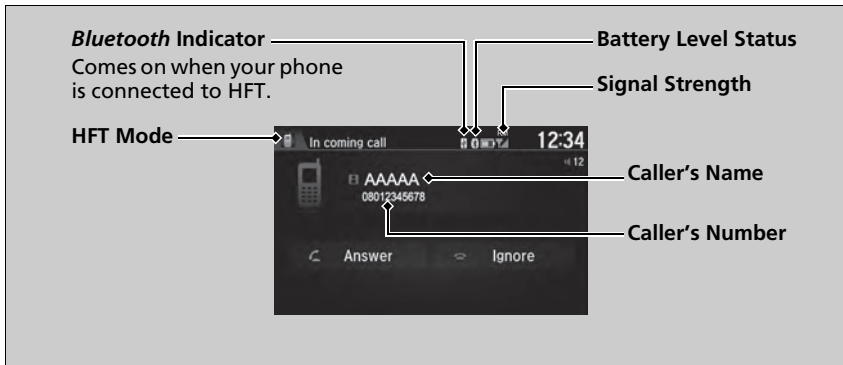 Bluetooth Indicator
Comes on when your phone
is connected to HFT.
HFT Mode
Battery Level Status
Signal Strength
In coming call
12:34
12
AAAAA
08012345678
Caller's Name
Caller's Number
Answer
Ignore